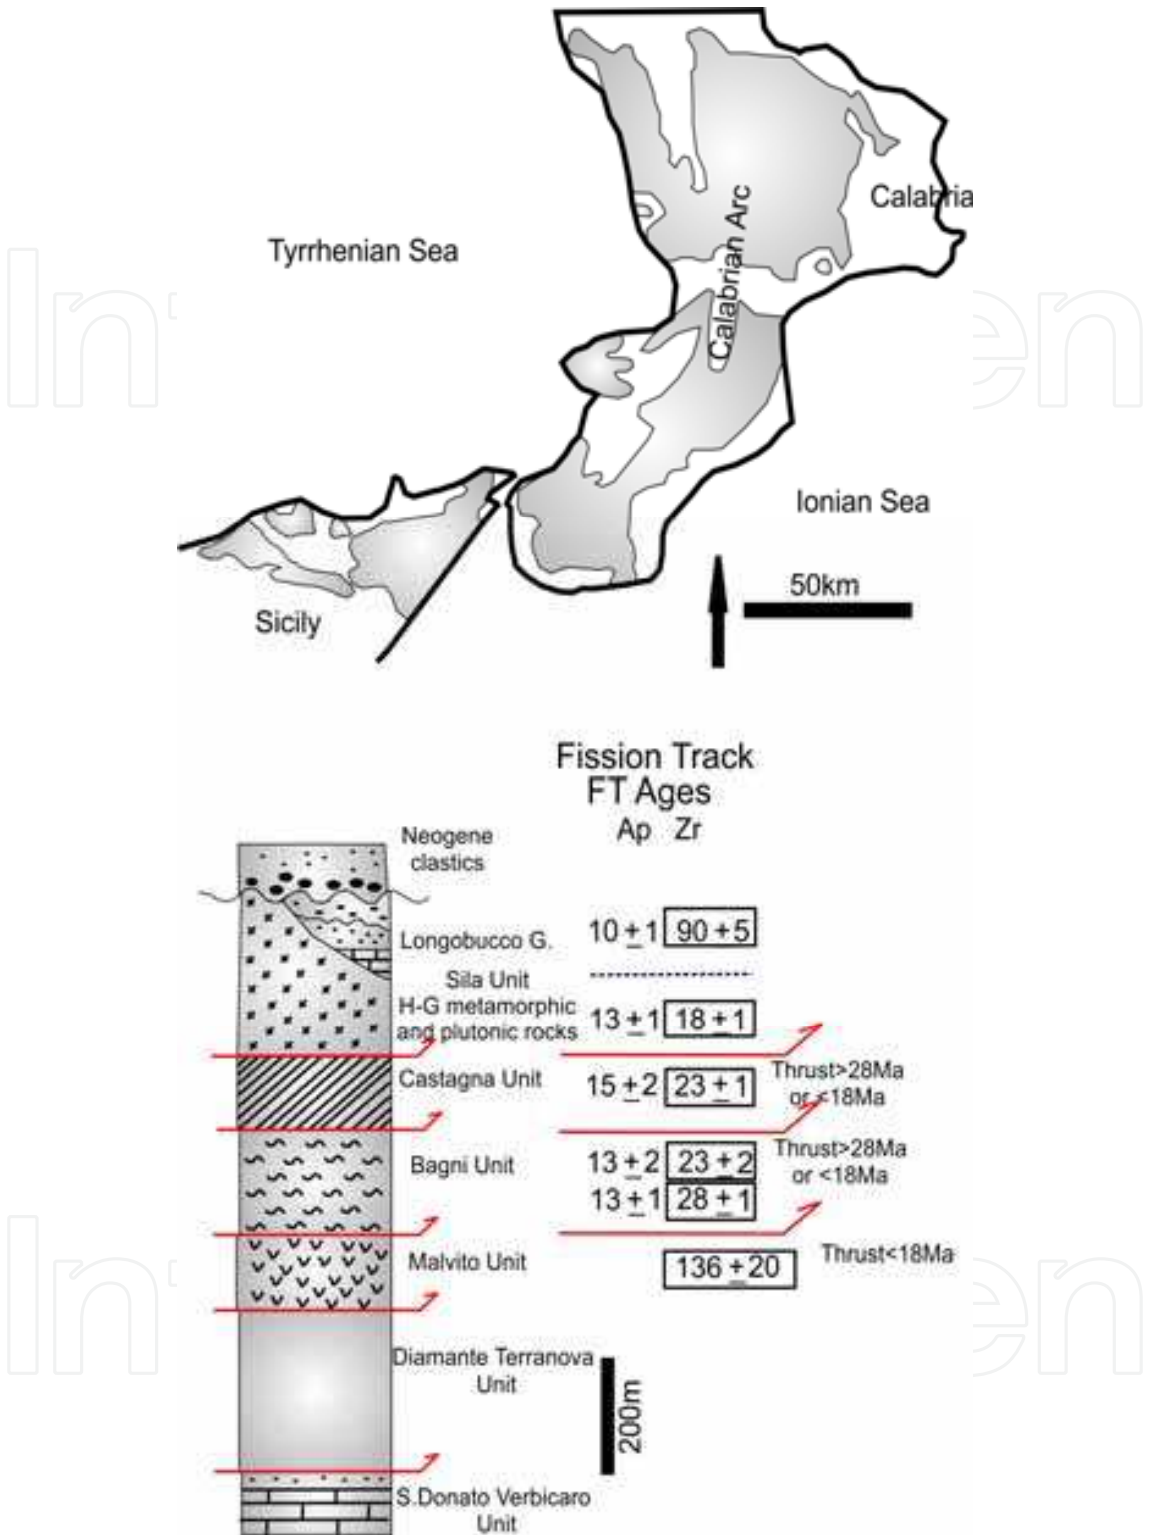 Tyrrhenian Sea
Calabria
Calabrian Arc
Ionian Sea
Sicily
50km
Fission Track
FT Ages
Ap Zr
Neogene
clastics
10 ± 1 90 ± 5
Longobucco G.
Sila Unit
H-G metamorphic
and plutonic rocks
13 ± 1 18 ± 1
Castagna Unit
15 ± 2 23 ± 1
Thrust>28Ma
or <18Ma
Bagni Unit
13 ± 2 23 ± 2
13 ± 1 28 ± 1
Thrust>28Ma
or <18Ma
Malvito Unit
136 ± 20
Thrust<18Ma
Diamante Terranova
Unit
200m
S.Donato Verbicaro
Unit